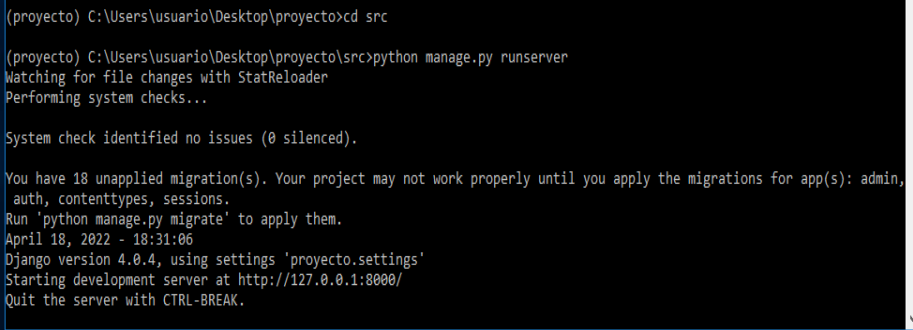 (proyecto) C:\Users\usuario\Desktop\proyecto>cd src
(proyecto) C:\Users\usuario\Desktop\proyecto\src>python manage.py runserver
Watching for file changes with StatReloader
Performing system checks...
System check identified no issues (0 silenced).
You have 18 unapplied migration(s). Your project may not work properly until you apply the migrations for app(s): admin,
 auth, contenttypes, sessions.
Run 'python manage.py migrate' to apply them.
April 18, 2022 - 18:31:06
Django version 4.0.4, using settings 'proyecto.settings'
Starting development server at http://127.0.0.1:8000/
Quit the server with CTRL-BREAK.